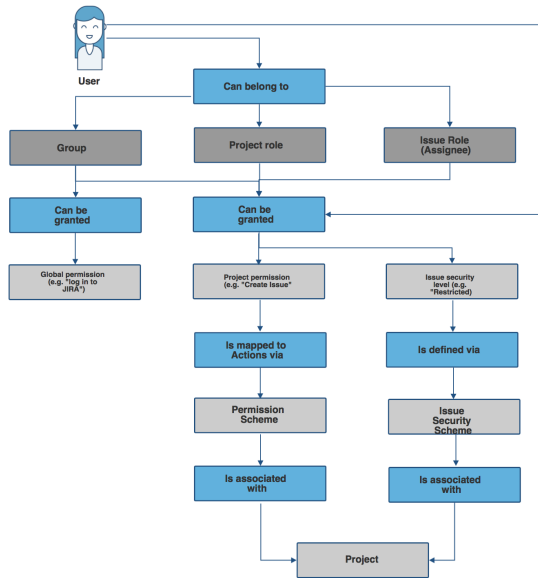 User
Can belong to
Group
Project role
Issue Role
(Assignee)
Can be
granted
Can be
granted
Global permission
(e.g. "log in to
JIRA")
Project permission
(e.g. "Create Issue"
Issue security
level (e.g.
"Restricted)
Is mapped to
Actions via
Is defined via
Permission
Scheme
Issue
Security
Scheme
Is associated
with
Is associated
with
Project